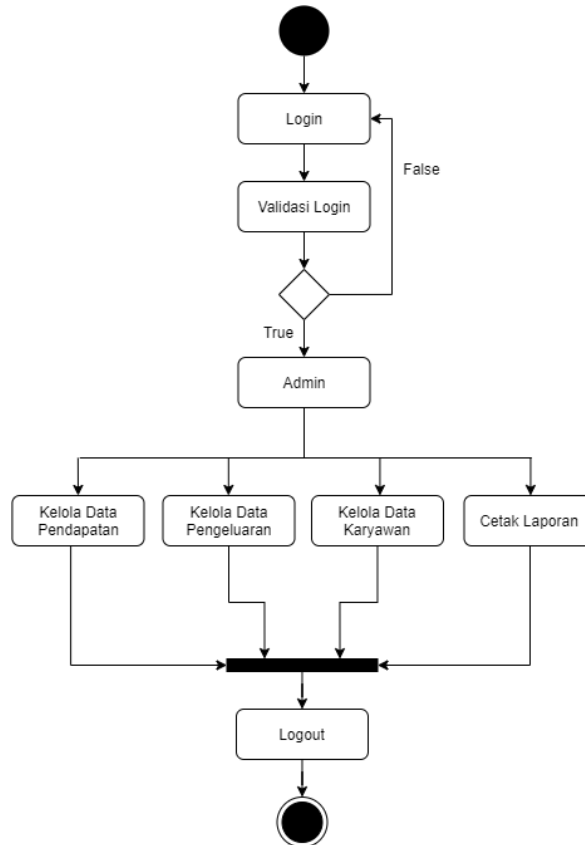 Login
False
Validasi Login
True
Admin
Kelola Data
Pendapatan
Kelola Data
Pengeluaran
Kelola Data
Karyawan
Cetak Laporan
Logout